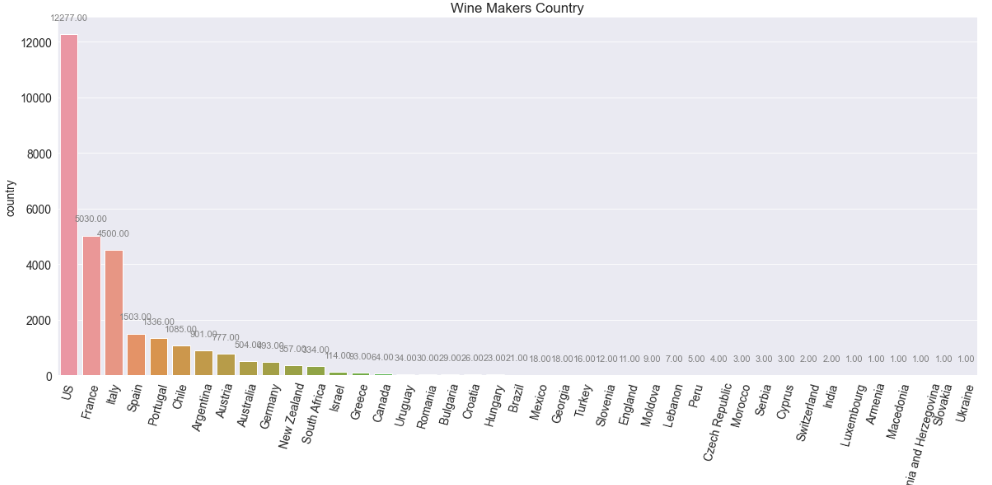 Wine Makers Country
country
12000
10000
8000
6000
4000
2000
0
12277.00
5030.00
4500.00
1503.00
1336.00
1085.00
901.00
777.00
504.00
493.00
357.00
334.00
114.00
93.00
64.00
34.00
30.00
29.00
26.00
23.00
21.00
18.00
18.00
16.00
12.00
11.00
9.00
7.00
5.00
4.00
3.00
3.00
3.00
2.00
2.00
1.00
1.00
1.00
1.00
1.00
1.00
US
France
Italy
Spain
Portugal
Chile
Argentina
Austria
Australia
Germany
New Zealand
South Africa
Israel
Greece
Canada
Uruguay
Romania
Bulgaria
Croatia
Hungary
Brazil
Mexico
Georgia
Turkey
Slovenia
England
Moldova
Lebanon
Peru
Czech Republic
Morocco
Serbia
Cyprus
Switzerland
India
Luxembourg
Armenia
Macedonia
nia and Herzegovina
Slovakia
Ukraine